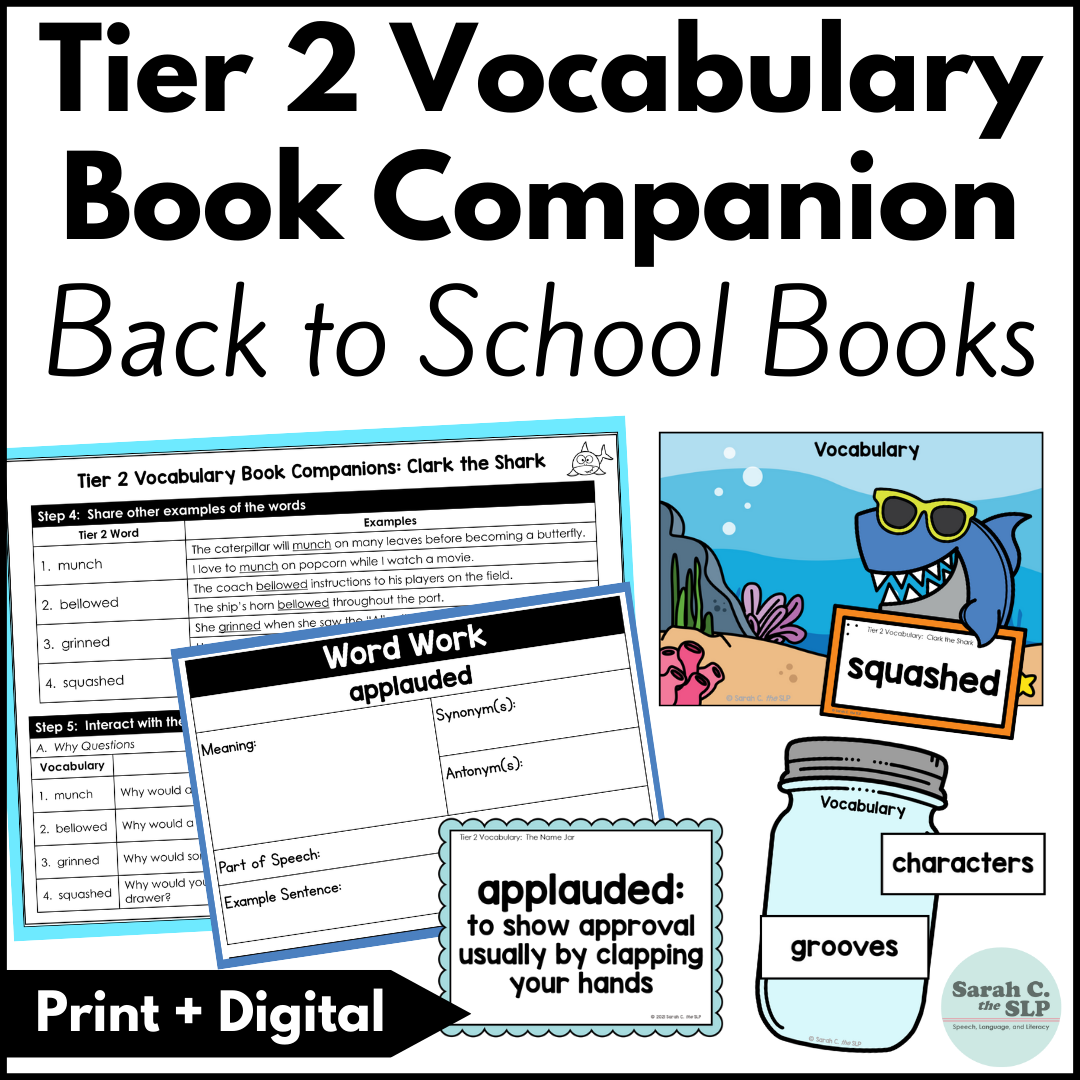 Tier 2 Vocabulary
Book Companion
Back to School Books
Tier 2 Vocabulary Book Companions: Clark the Shark
Step 4: Share other examples of the words
Tier 2 Word
Examples
1. munch
The caterpillar will munch on many leaves before becoming a butterfly.
I love to munch on popcorn while I watch a movie.
2. bellowed
The coach bellowed instructions to his players on the field.
The ship's horn bellowed throughout the port.
3. grinned
She grinned when she saw the
4. squashed
Step 5: Interact with the
A. Why Questions
Vocabulary
1. munch
Why would
2. bellowed
Why would a
3. grinned
Why would
4. squashed
Why would you
drawer?
Word Work
applauded
Meaning:
Synonym(s):
Antonym(s):
Part of Speech:
Example Sentence:
Tier 2 Vocabulary: The Name Jar
applauded:
to show approval
usually by clapping
your hands
© 2021 Sarah C. the SLP
Vocabulary
Tier 2 Vocabulary: Clark the Shark
squashed
© Sarah C. the SLP
Vocabulary
characters
grooves
© Sarah C. the SLP
Print + Digital
Sarah C.
the SLP
Speech, Language, and Literacy